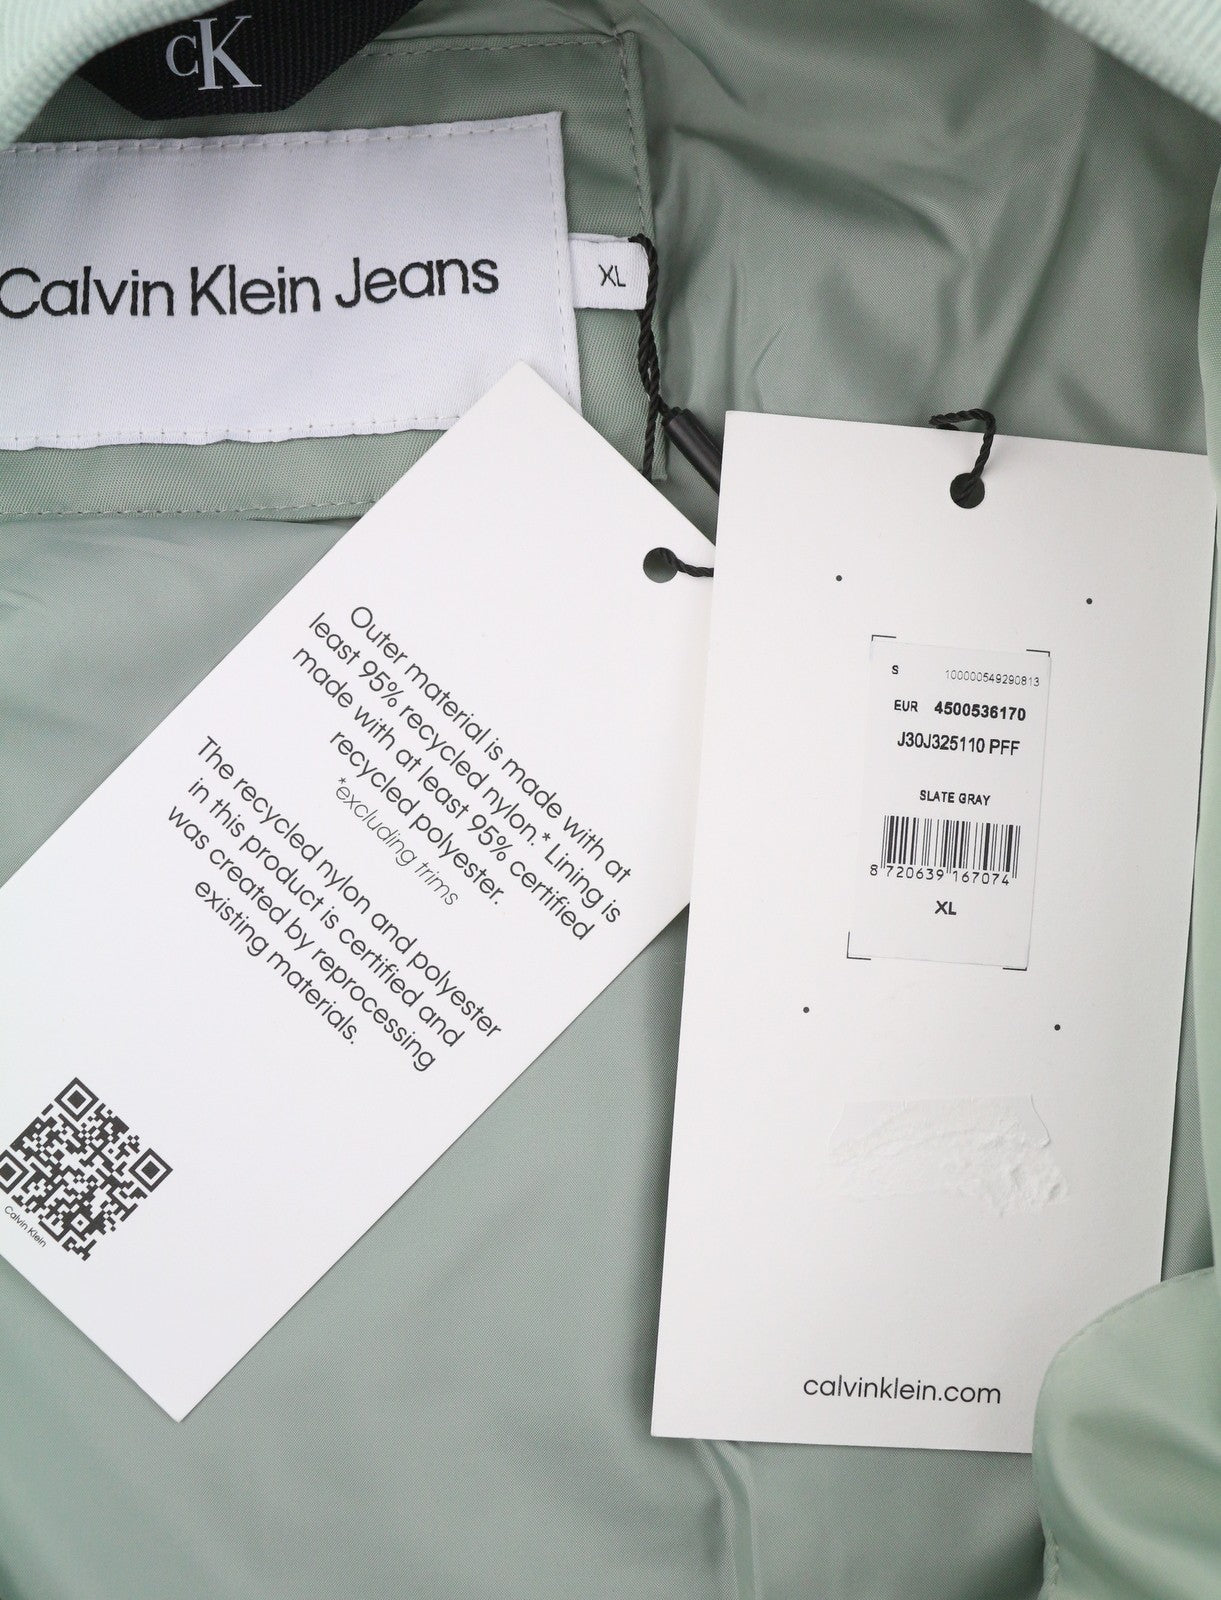 CK
Calvin Klein Jeans
XL
Outer material is made with at
least 95% recycled nylon.* Lining is
made with at least 95% certified
recycled polyester.
*excluding trims
The recycled nylon and polyester
in this product is certified and
was created by reprocessing
existing materials.
Calvin Klein
S 100000549290813
EUR 4500536170
J30J325110 PFF
SLATE GRAY
8 720639 167074
XL
calvinklein.com